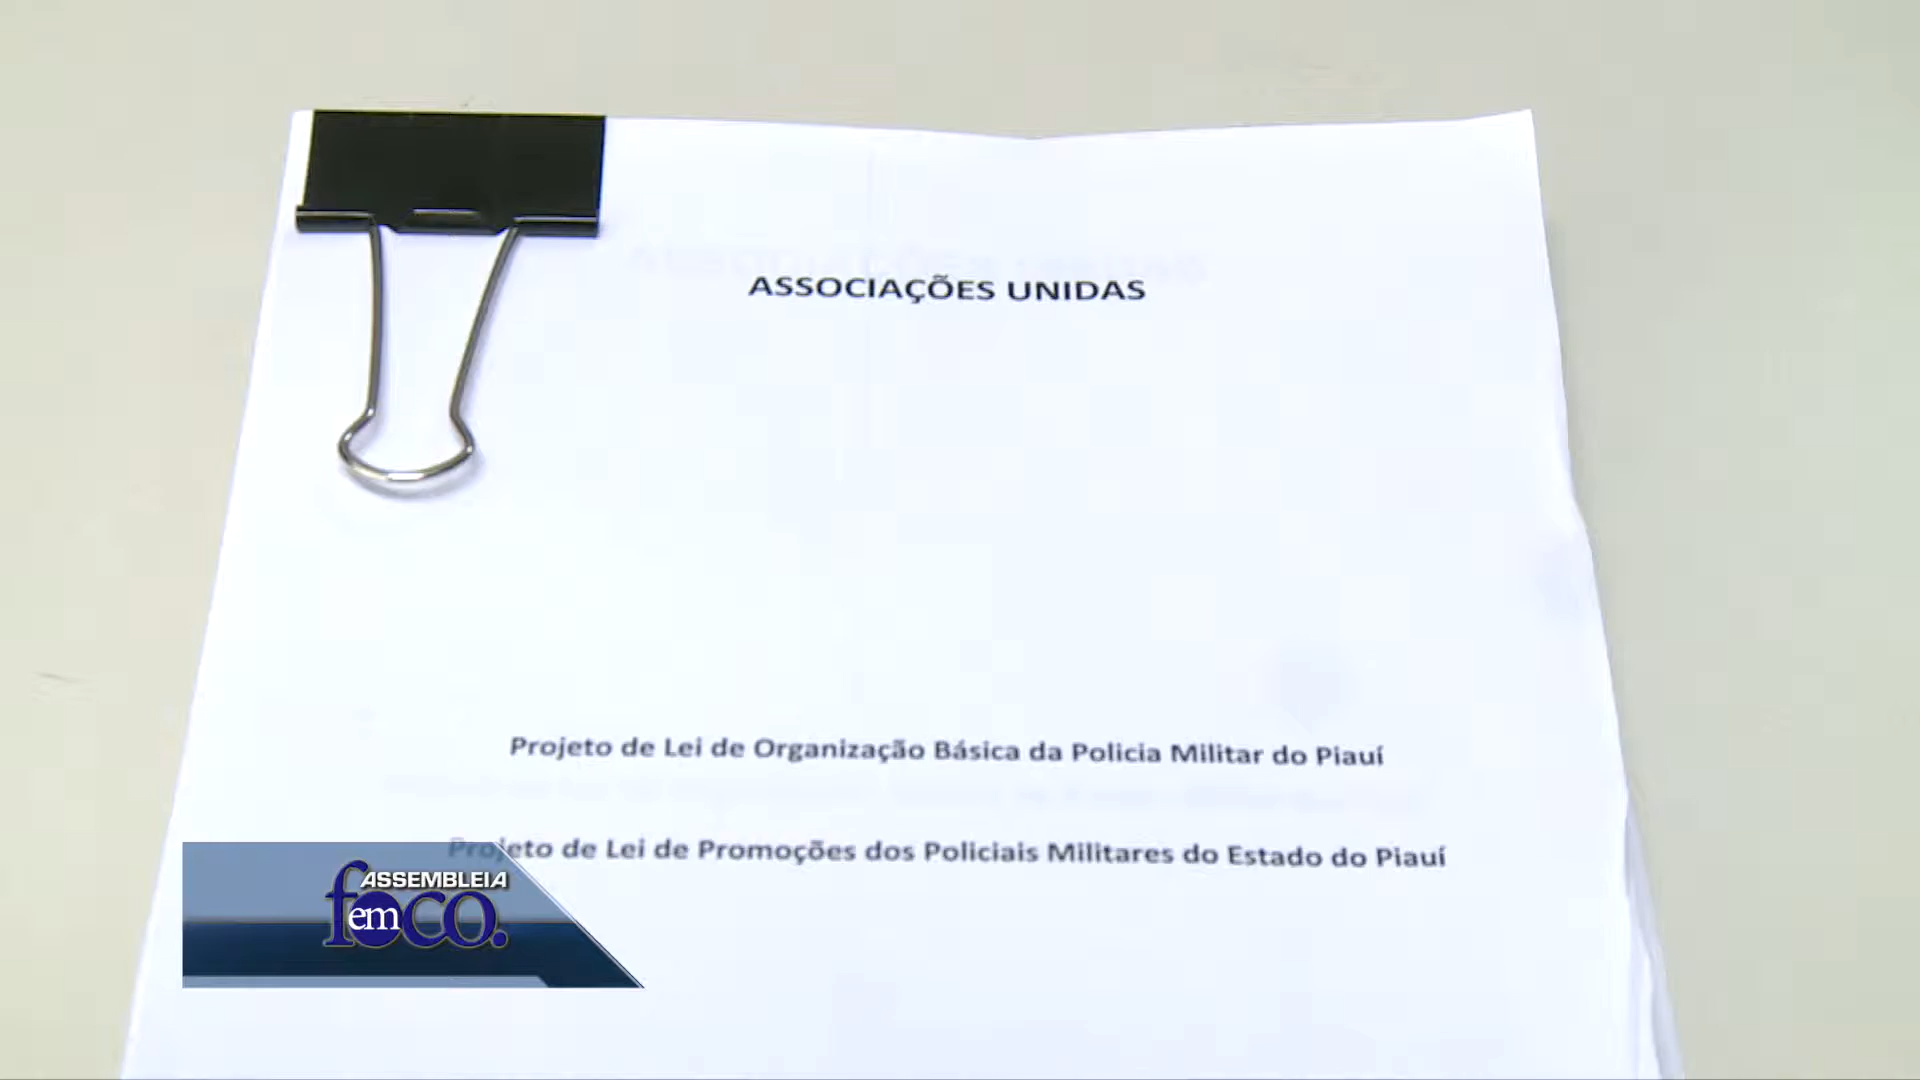 ASSOCIAÇÕES UNIDAS
Projeto de Lei de Organização Básica da Policia Militar do Piauí
Projeto de Lei de Promoções dos Policiais Militares do Estado do Piauí
ASSEMBLEIA
em
foco.